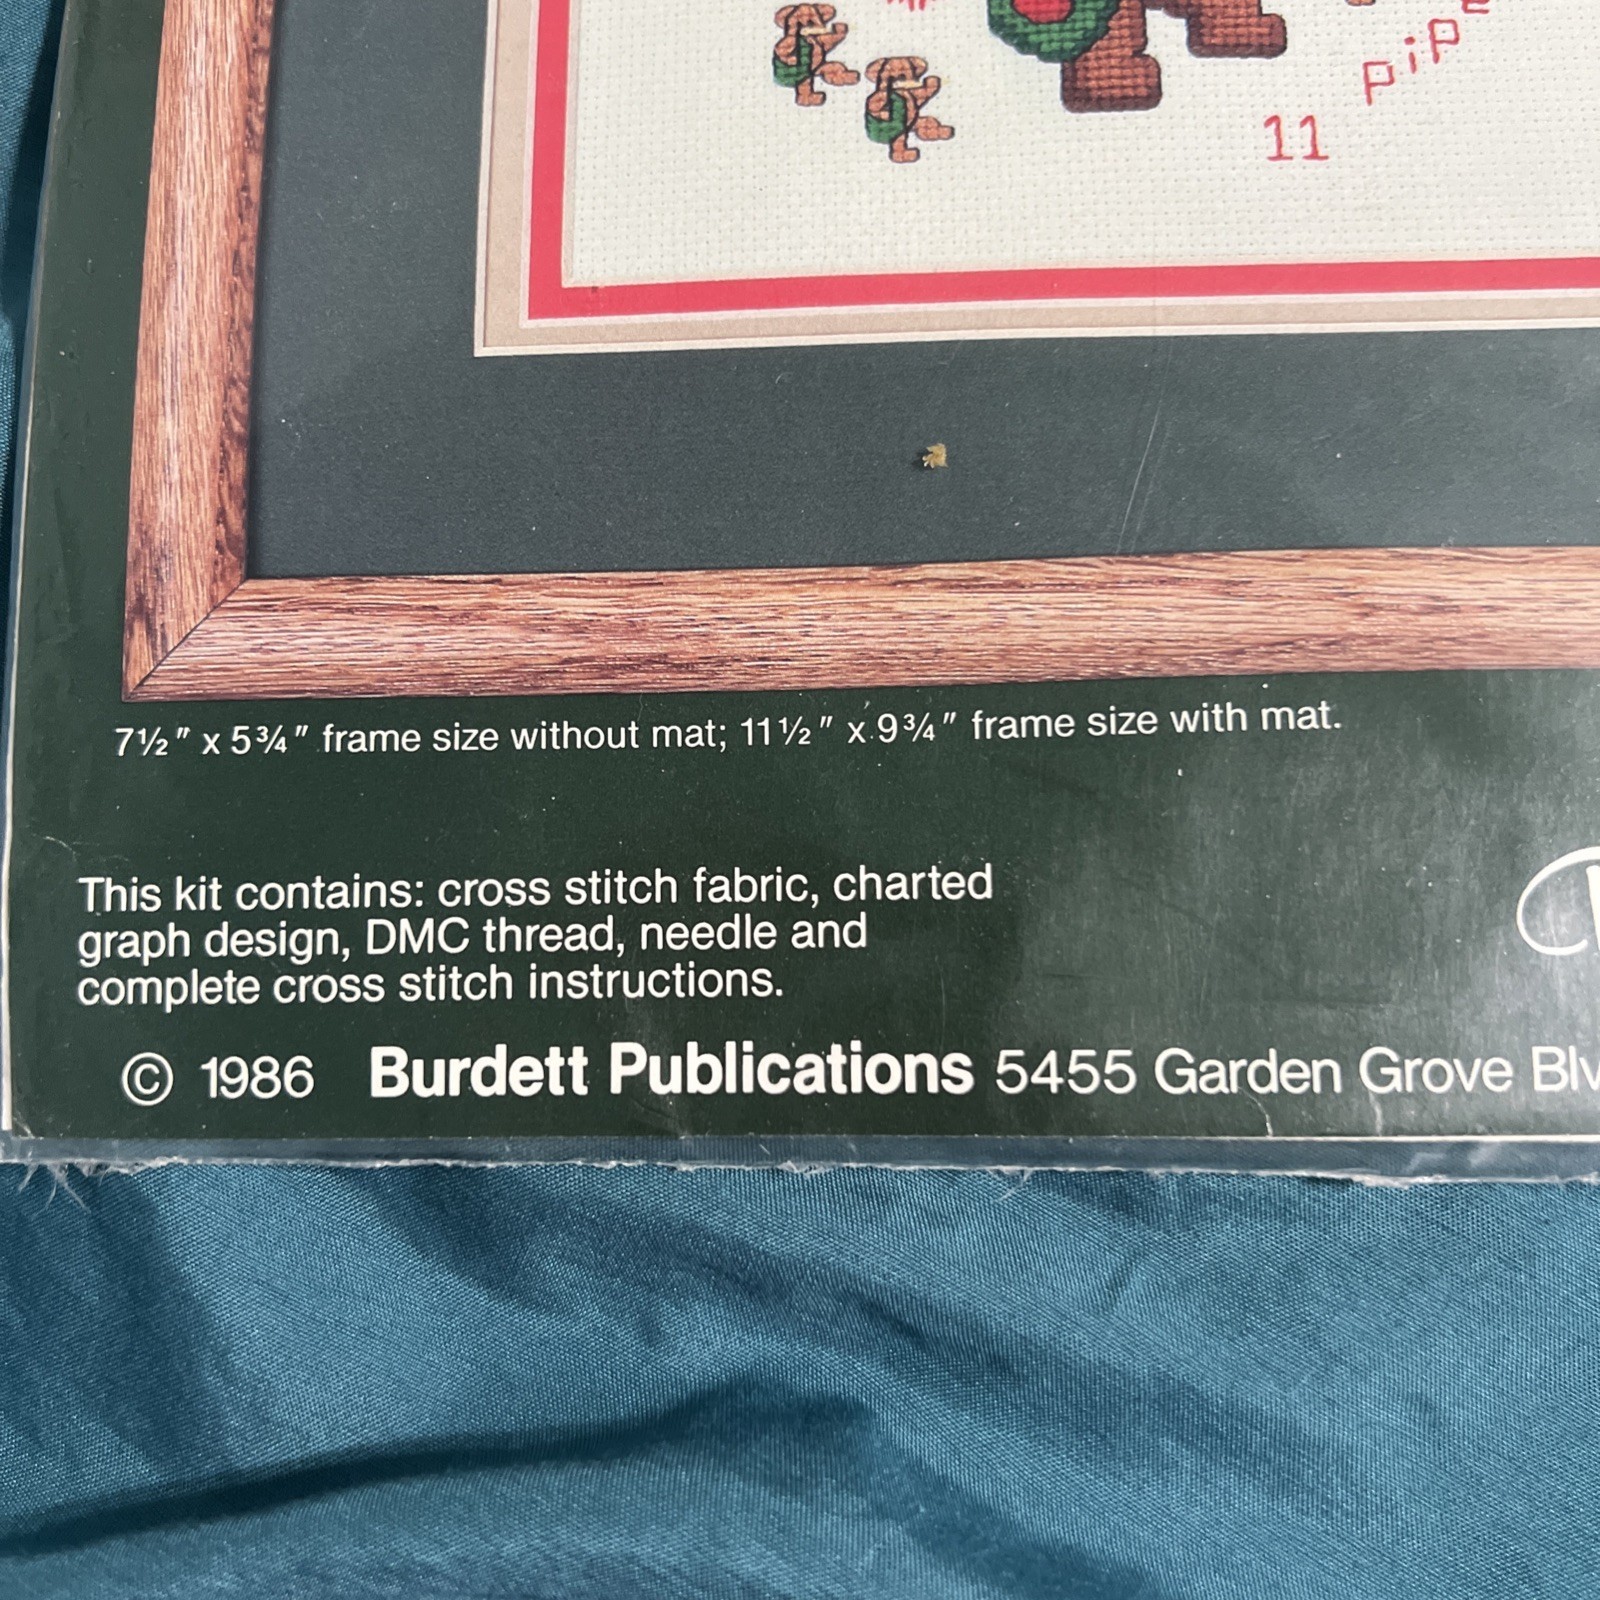 pipe
11
7½" x 5¾" frame size without mat; 11½" x 9¾" frame size with mat.
This kit contains: cross stitch fabric, charted
graph design, DMC thread, needle and
complete cross stitch instructions.
© 1986 Burdett Publications 5455 Garden Grove Blv